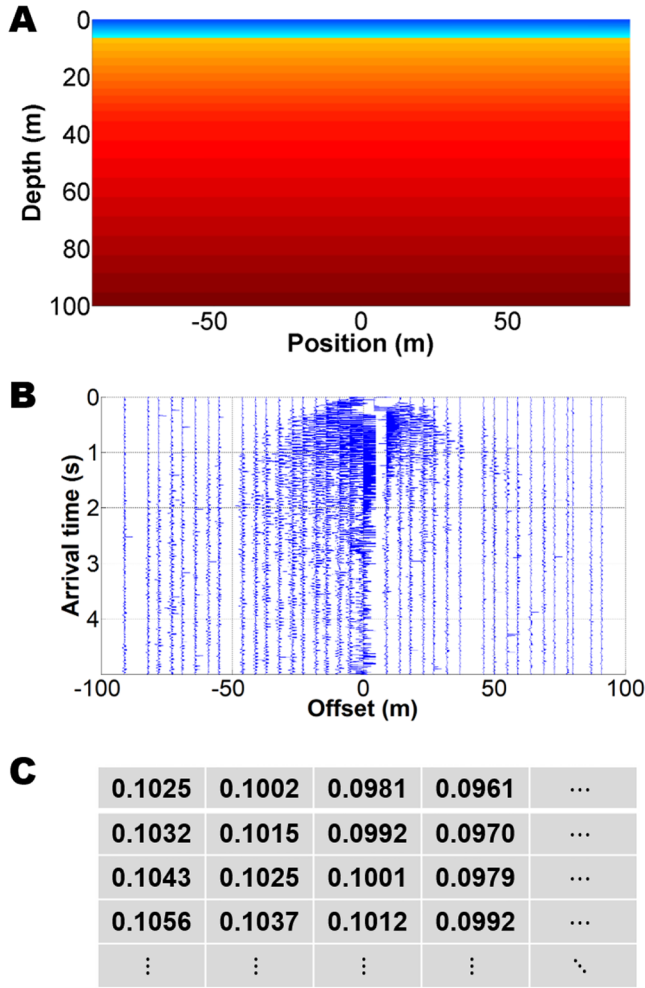 A
0
20
40
60
80
100
Depth (m)
-50 0 50
Position (m)
B
0
1
2
3
4
Arrival time (s)
-100 -50 0 50 100
Offset (m)
C
0.1025 0.1002 0.0981 0.0961 ...
0.1032 0.1015 0.0992 0.0970 ...
0.1043 0.1025 0.1001 0.0979 ...
0.1056 0.1037 0.1012 0.0992 ...
⋮ ⋮ ⋮ ⋮ ⋱